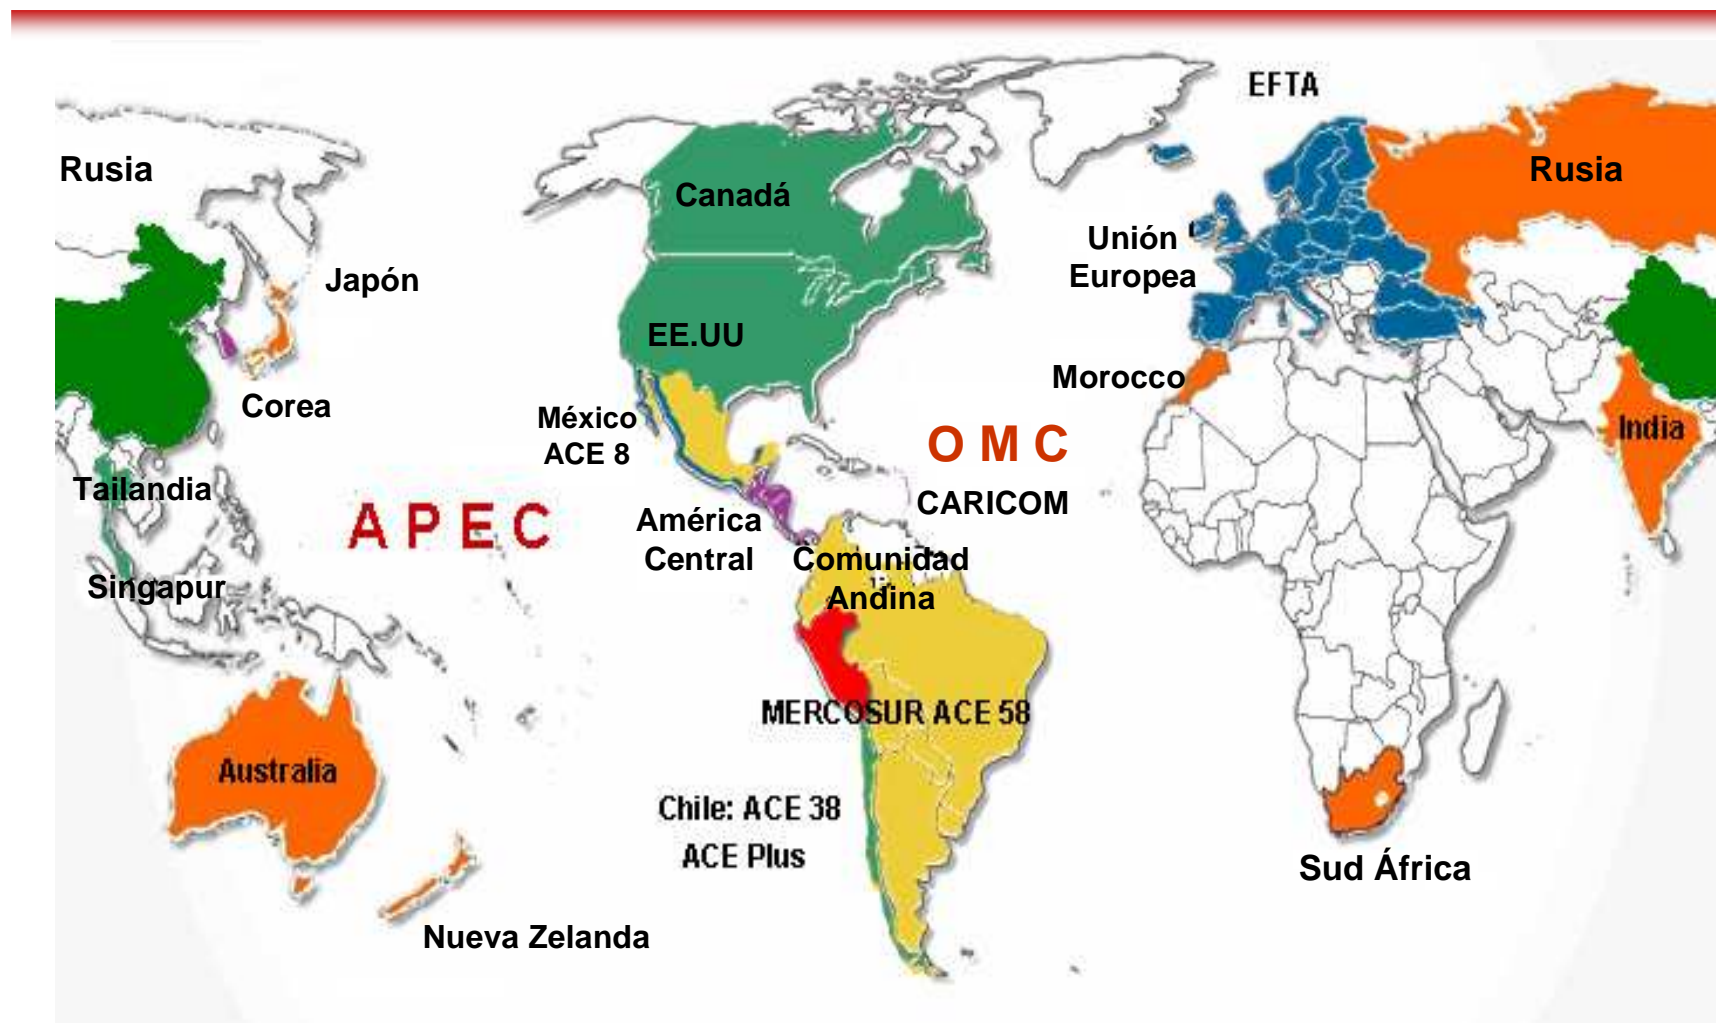 EFTA
Rusia
Rusia
Canadá
Unión
Europea
Japón
EE.UU
Morocco
Corea
México
ACE 8
O M C
India
Tailandia
CARICOM
A P E C
América
Central
Comunidad
Andina
Singapur
MERCOSUR ACE 58
Australia
Chile: ACE 38
ACE Plus
Sud África
Nueva Zelanda